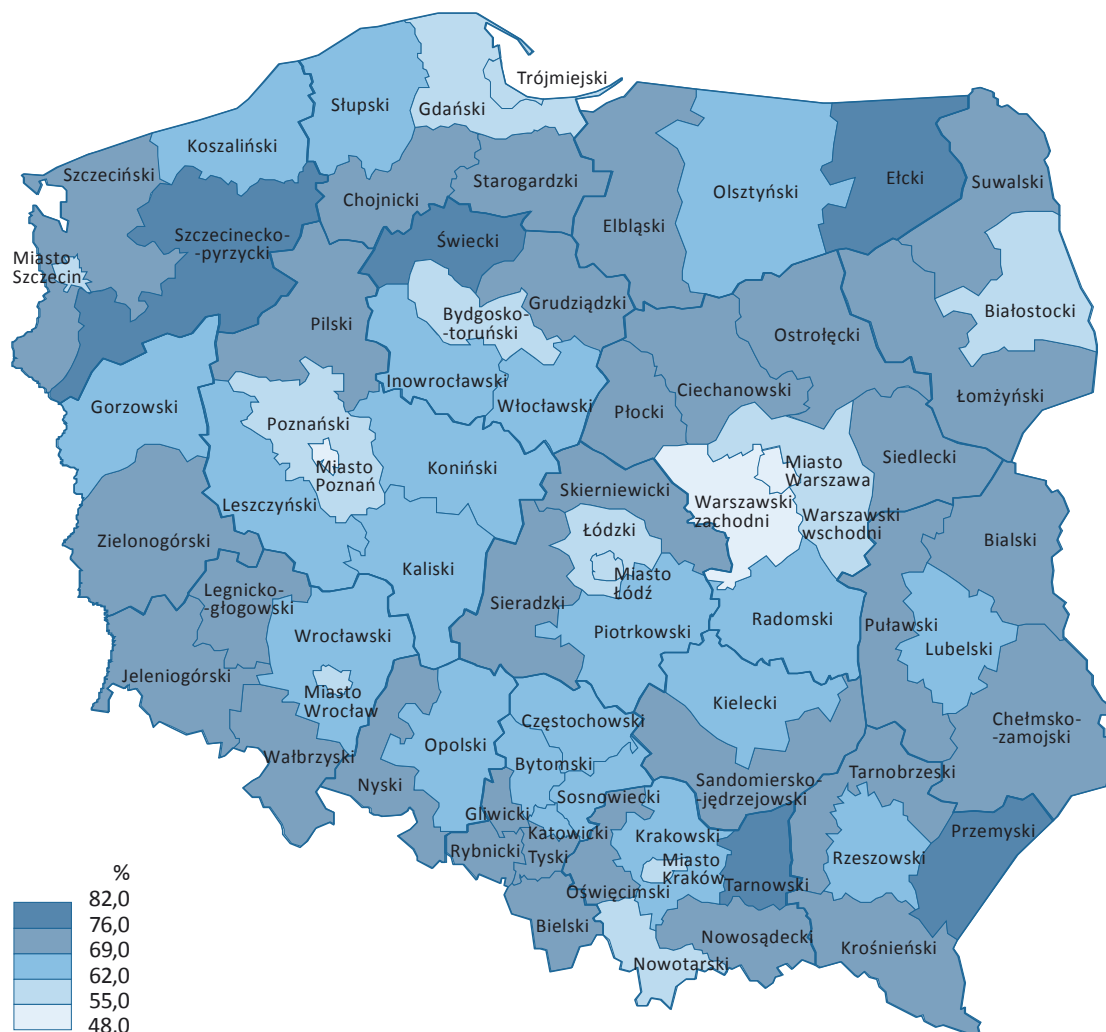 Trójmiejski
Słupski
Gdański
Koszaliński
Szczeciński
Chojnicki
Starogardzki
Elbląski
Olsztyński
Ełcki
Suwalski
Szczecinecko-
-pyrzycki
Świecki
Miasto
Szczecin
Pilski
Bydgosko-
-toruński
Grudziądzki
Białostocki
Ostrołęcki
Łomżyński
Inowrocławski
Włocławski
Płocki
Ciechanowski
Gorzowski
Poznański
Miasto
Poznań
Koniński
Leszczyński
Skierniewicki
Warszawski
zachodni
Miasto
Warszawa
Warszawski
wschodni
Siedlecki
Zielonogórski
Kaliski
Łódzki
Miasto
Łódź
Bialski
Legnicko-
-głogowski
Sieradzki
Piotrkowski
Radomski
Puławski
Lubelski
Wrocławski
Jeleniogórski
Miasto
Wrocław
Kielecki
Chełmsko-
-zamojski
Wałbrzyski
Opolski
Częstochowski
Nyski
Bytomski
Sosnowiecki
Sandomiersko-
-jędrzejowski
Tarnobrzeski
Gliwicki
Katowicki
Krakowski
Przemyski
Rybnicki
Tyski
Miasto
Kraków
Rzeszowski
Oświęcimski
Tarnowski
Bielski
Nowosądecki
Krośnieński
Nowotarski
%
82,0
76,0
69,0
62,0
55,0
48,0